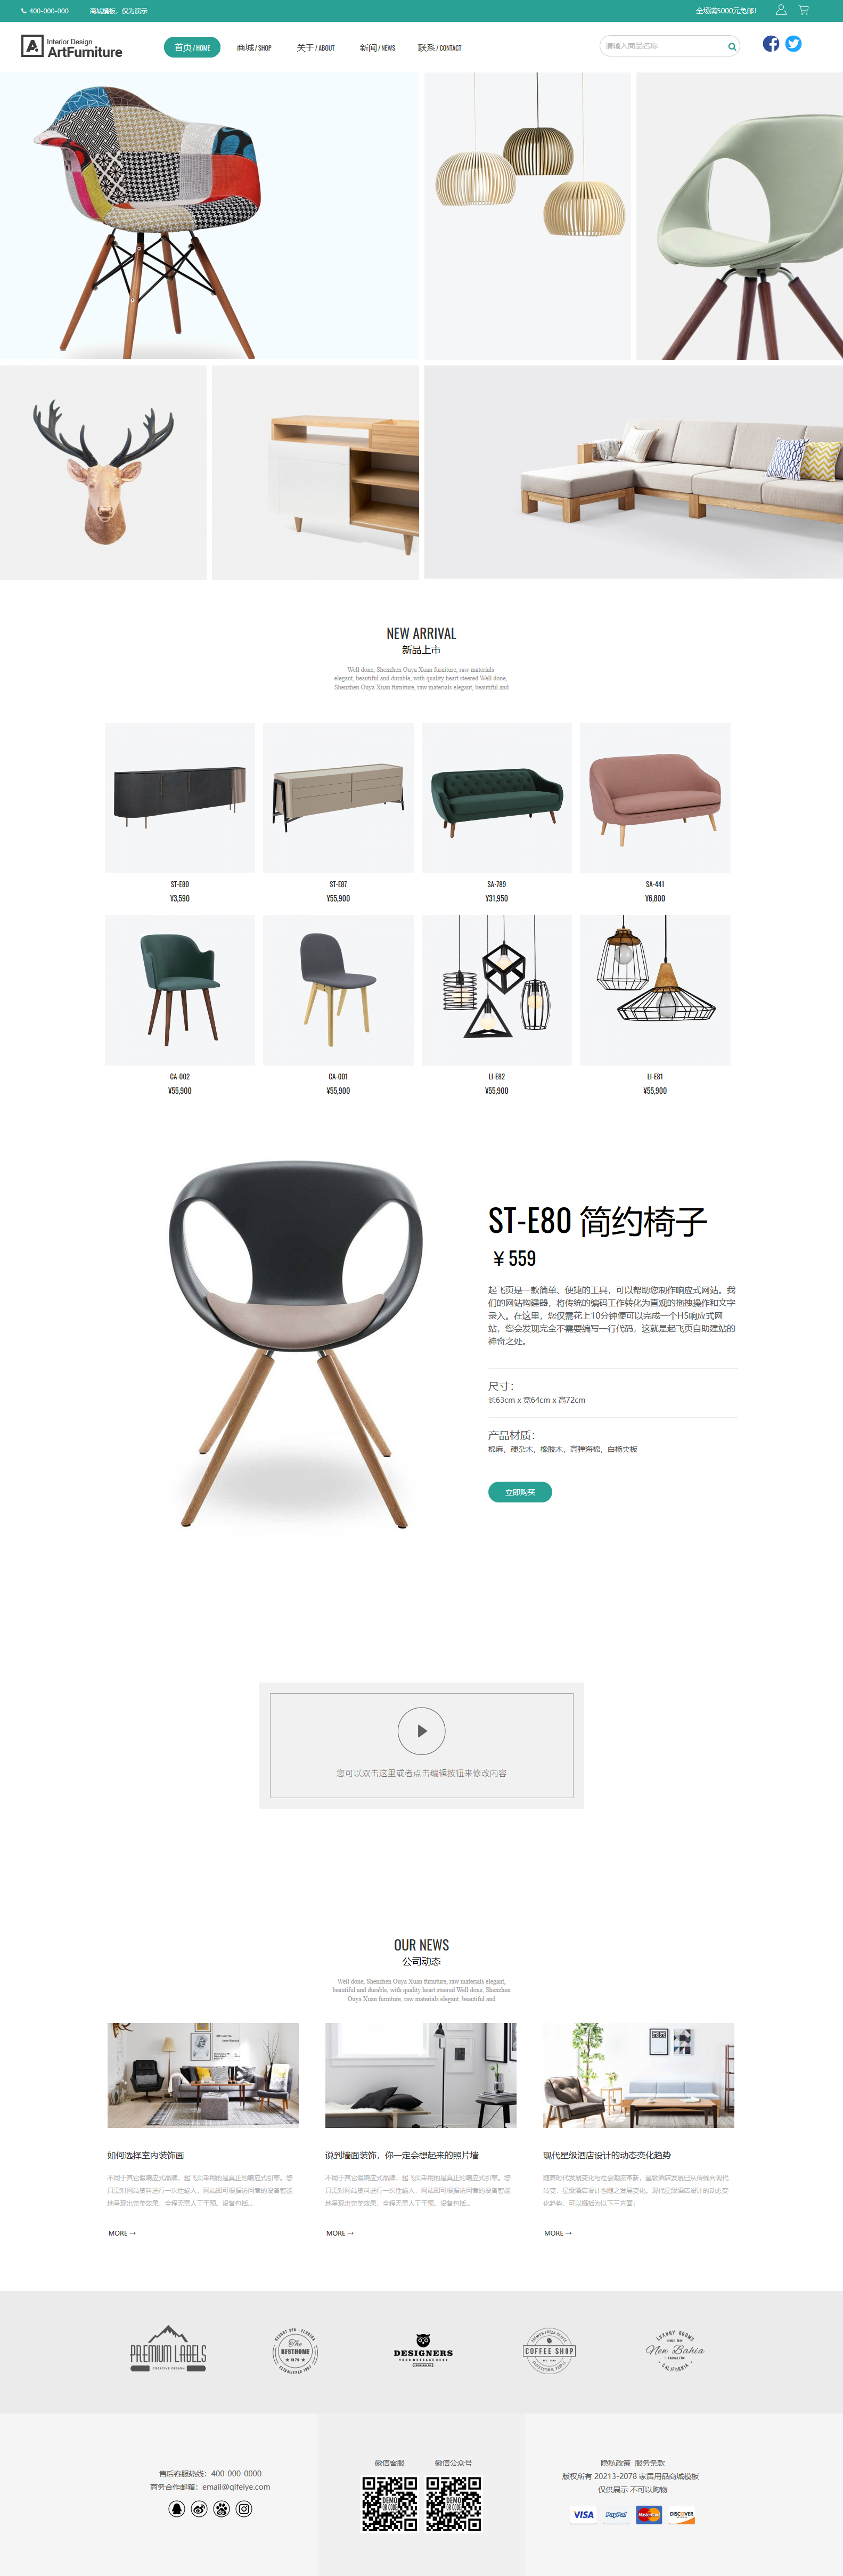 400-000-000
商城模板，仅为演示
全场满5000元免邮！
A
Interior Design
ArtFurniture
首页 / HOME
商城 / SHOP
关于 / ABOUT
新闻 / NEWS
联系 / CONTACT
请输入商品名称
NEW ARRIVAL
新品上市
Well done, Shenzhen Ouya Xuan furniture, raw materials
elegant, beautiful and durable, with quality heart steered Well done,
Shenzhen Ouya Xuan furniture, raw materials elegant, beautiful and
ST-E80
¥3,590
ST-E87
¥55,900
SA-789
¥31,950
SA-441
¥6,800
CA-002
¥55,900
CA-001
¥55,900
LI-E82
¥55,900
LI-E81
¥55,900
ST-E80 简约椅子
¥ 559
起飞页是一款简单、便捷的工具，可以帮助您制作响应式网站。我
们的网站构建器，将传统的编码工作转化为直观的拖拽操作和文字
录入。在这里，您仅需花上10分钟便可以完成一个H5响应式网
站，您会发现完全不需要编写一行代码，这就是起飞页自助建站的
神奇之处。
尺寸：
长63cm x 宽64cm x 高72cm
产品材质：
棉麻，硬杂木，橡胶木，高弹海棉，白杨夹板
立即购买
您可以双击这里或者点击编辑按钮来修改内容
OUR NEWS
公司动态
Well done, Shenzhen Ouya Xuan furniture, raw materials elegant,
beautiful and durable, with quality heart steered Well done, Shenzhen
Ouya Xuan furniture, raw materials elegant, beautiful and
如何选择室内装饰画
不同于其它假响应式品牌，起飞页采用的是真正的响应式引擎。您
只需对网站资料进行一次性输入，网站即可根据访问者的设备智能
地呈现出完美效果，全程无需人工干预。设备包括...
MORE →
说到墙面装饰，你一定会想起来的照片墙
不同于其它假响应式品牌，起飞页采用的是真正的响应式引擎。您
只需对网站资料进行一次性输入，网站即可根据访问者的设备智能
地呈现出完美效果，全程无需人工干预。设备包括...
MORE →
现代星级酒店设计的动态变化趋势
随着时代发展变化与社会潮流革新，星级酒店发展已从传统向现代
转变，星级酒店设计也随之发展变化。现代星级酒店设计的动态变
化趋势，可以概括为以下三方面：
MORE →
PREMIUM LABELS
CREATIVE DESIGN
The
BESTHOME
1974
DESIGNERS
YOUR MESSAGE HERE
COFFEE SHOP
LUXURY ROOMS
New Bahia
CALIFORNIA
售后客服热线：400-000-0000
商务合作邮箱：email@qifeiye.com
微信客服
微信公众号
DEMO
QR CODE
DEMO
QR CODE
隐私政策 服务条款
版权所有 20213-2078 家居用品商城模板
仅供展示 不可以购物
VISA
PayPal
MasterCard
DISCOVER